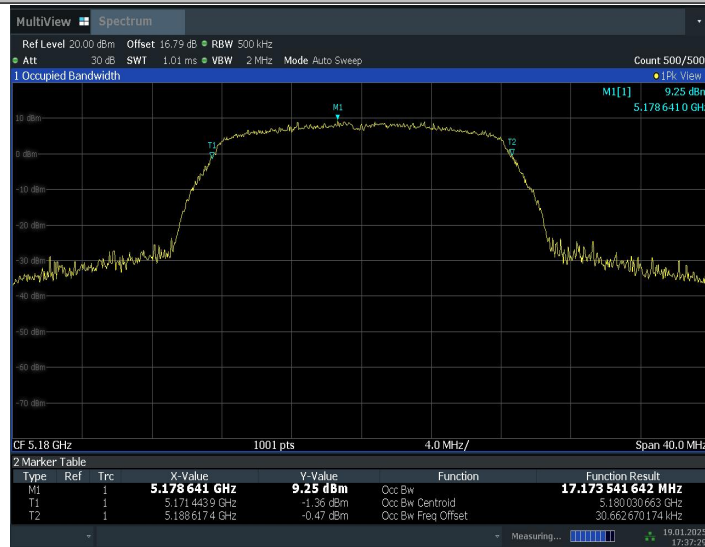 MultiView Spectrum
Ref Level 20.00 dBm Offset 16.79 dB RBW 500 kHz
Att 30 dB SWT 1.01 ms VBW 2 MHz Mode Auto Sweep Count 500/500
1 Occupied Bandwidth 1Pk View
M1[1] 9.25 dBm
5.178 641 0 GHz
M1
10 dBm
T1
T2
0 dBm
-10 dBm
-20 dBm
-30 dBm
-40 dBm
-50 dBm
-60 dBm
-70 dBm
CF 5.18 GHz 1001 pts 4.0 MHz/ Span 40.0 MHz
2 Marker Table
Type Ref Trc X-Value Y-Value Function Function Result
M1 1 5.178 641 GHz 9.25 dBm Occ Bw 17.173 541 642 MHz
T1 1 5.171 443 9 GHz -1.36 dBm Occ Bw Centroid 5.180 030 663 GHz
T2 1 5.188 617 4 GHz -0.47 dBm Occ Bw Freq Offset 30.662 670 174 kHz
Measuring... 19.01.2025
17:37:29